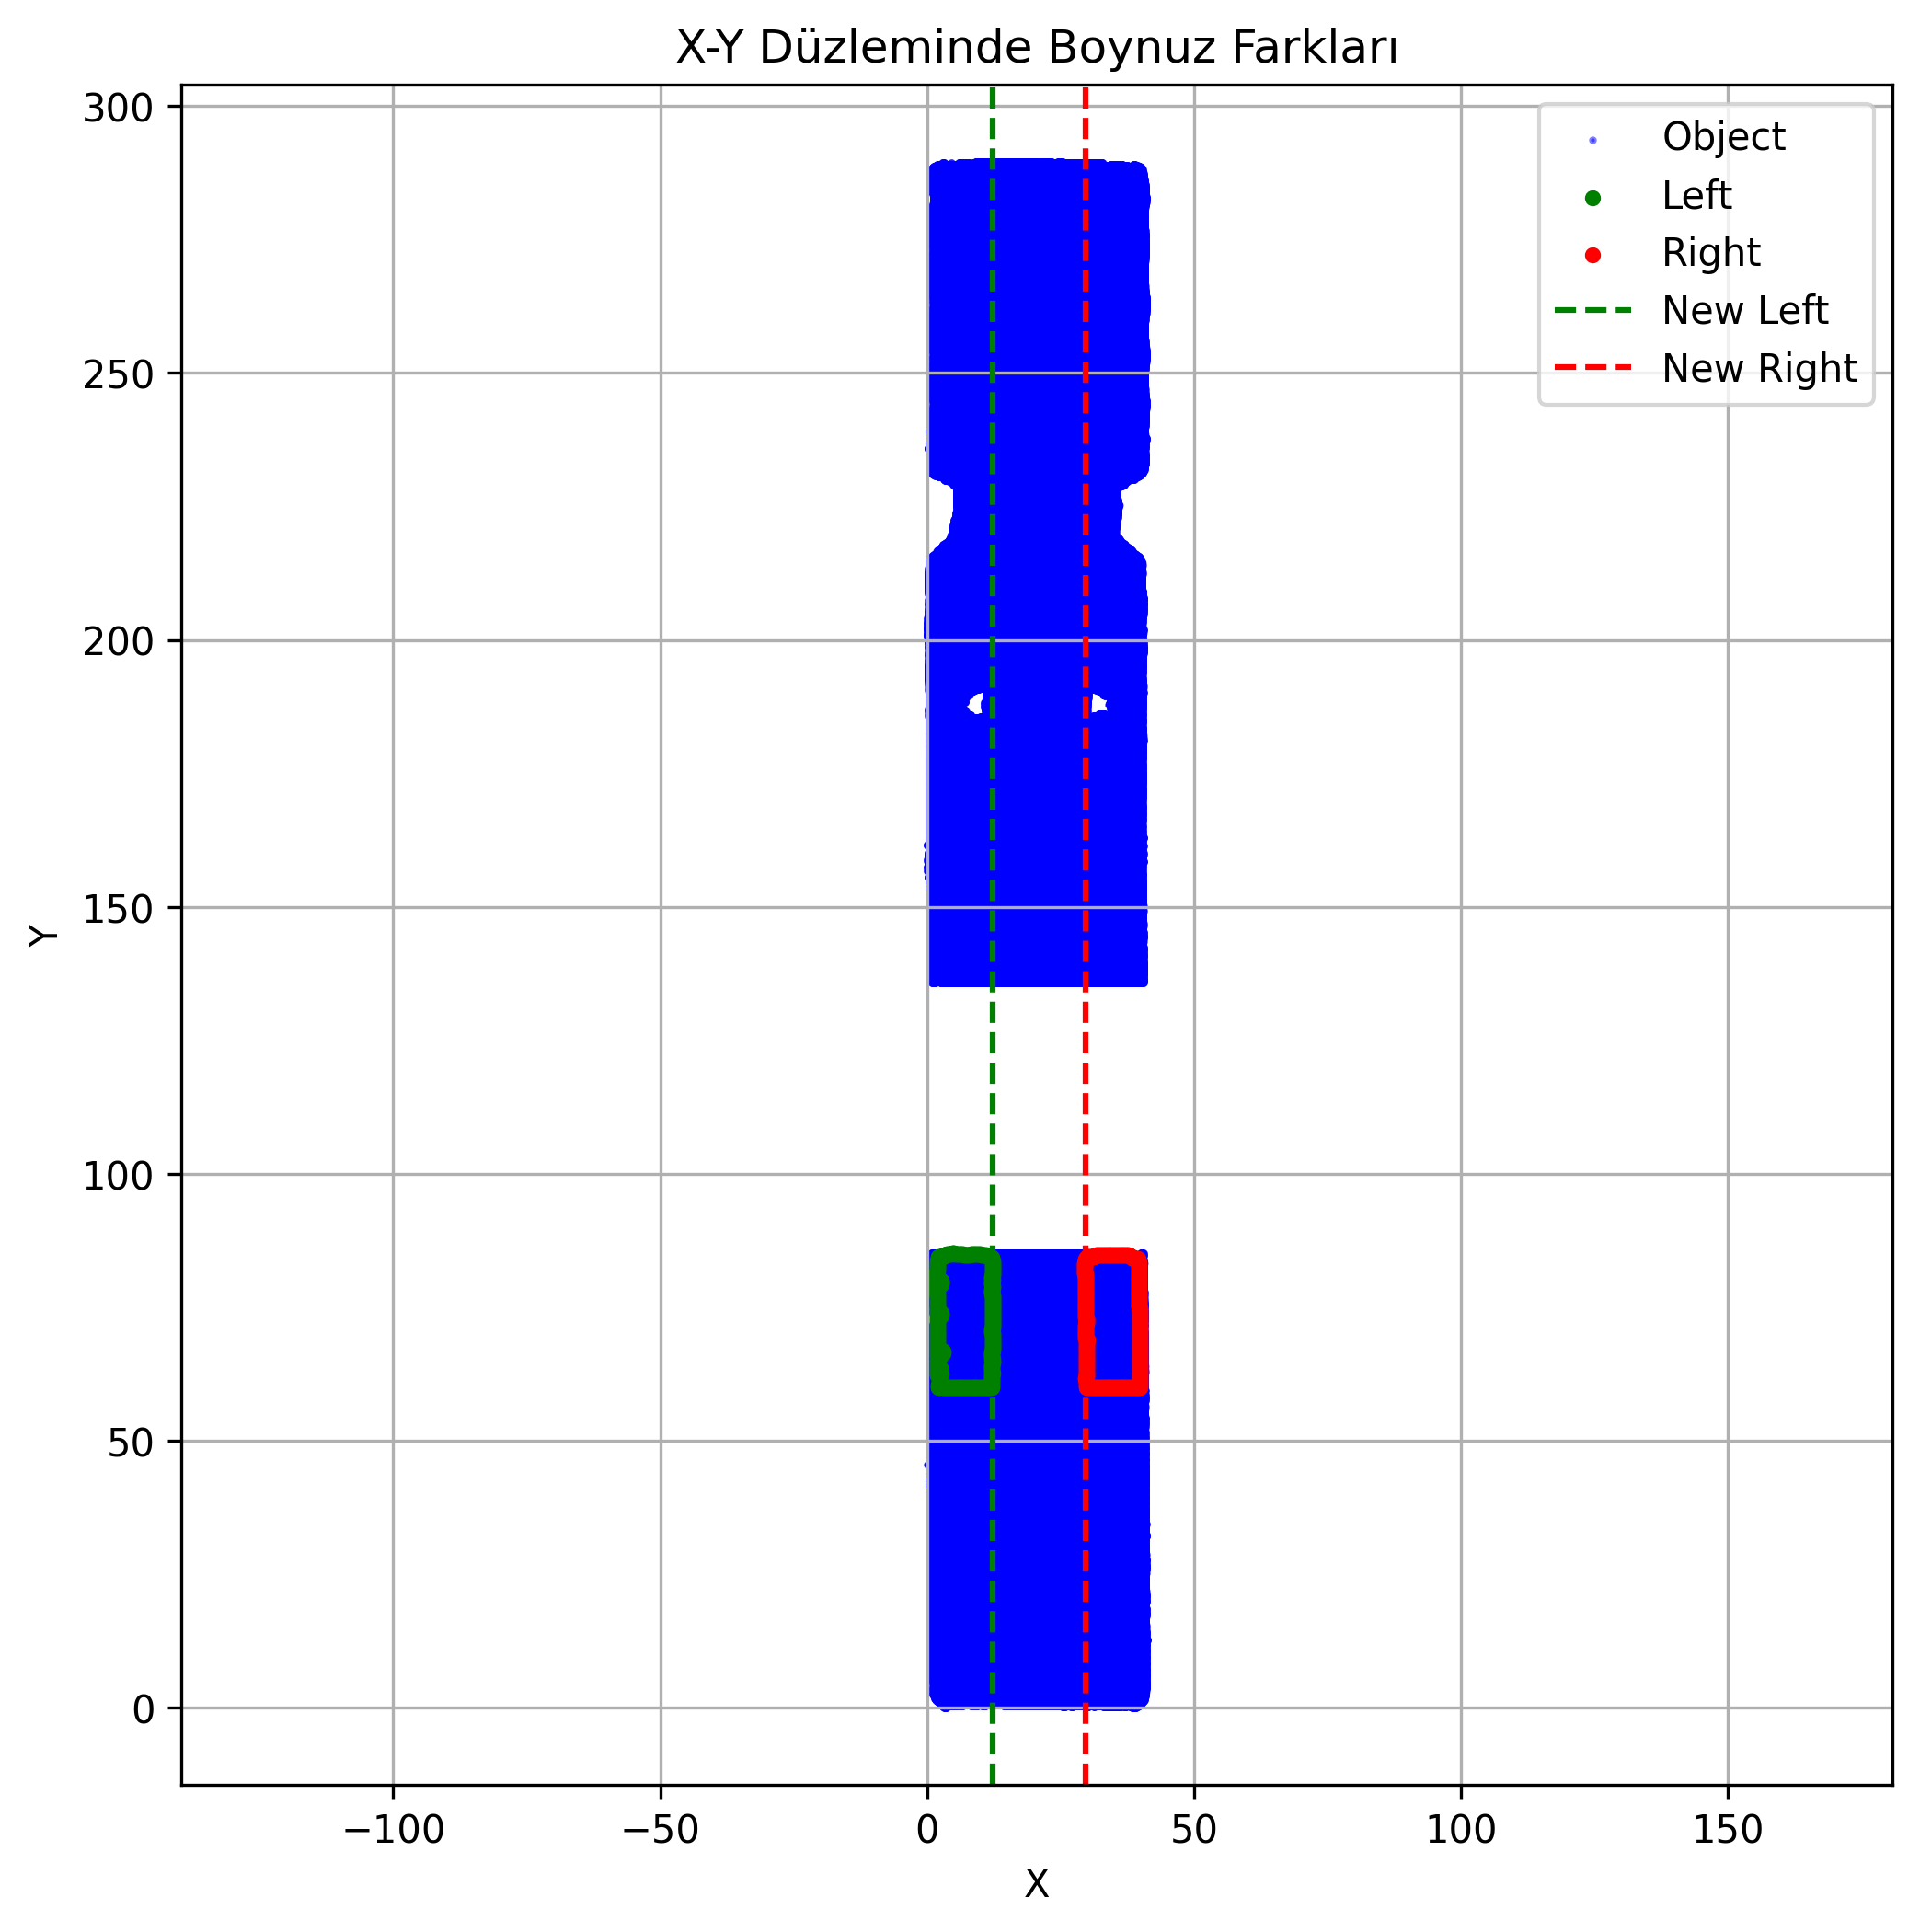 X-Y Düzleminde Boynuz Farkları
300
250
200
150
100
50
0
Y
−100
−50
0
50
100
150
X
Object
Left
Right
New Left
New Right